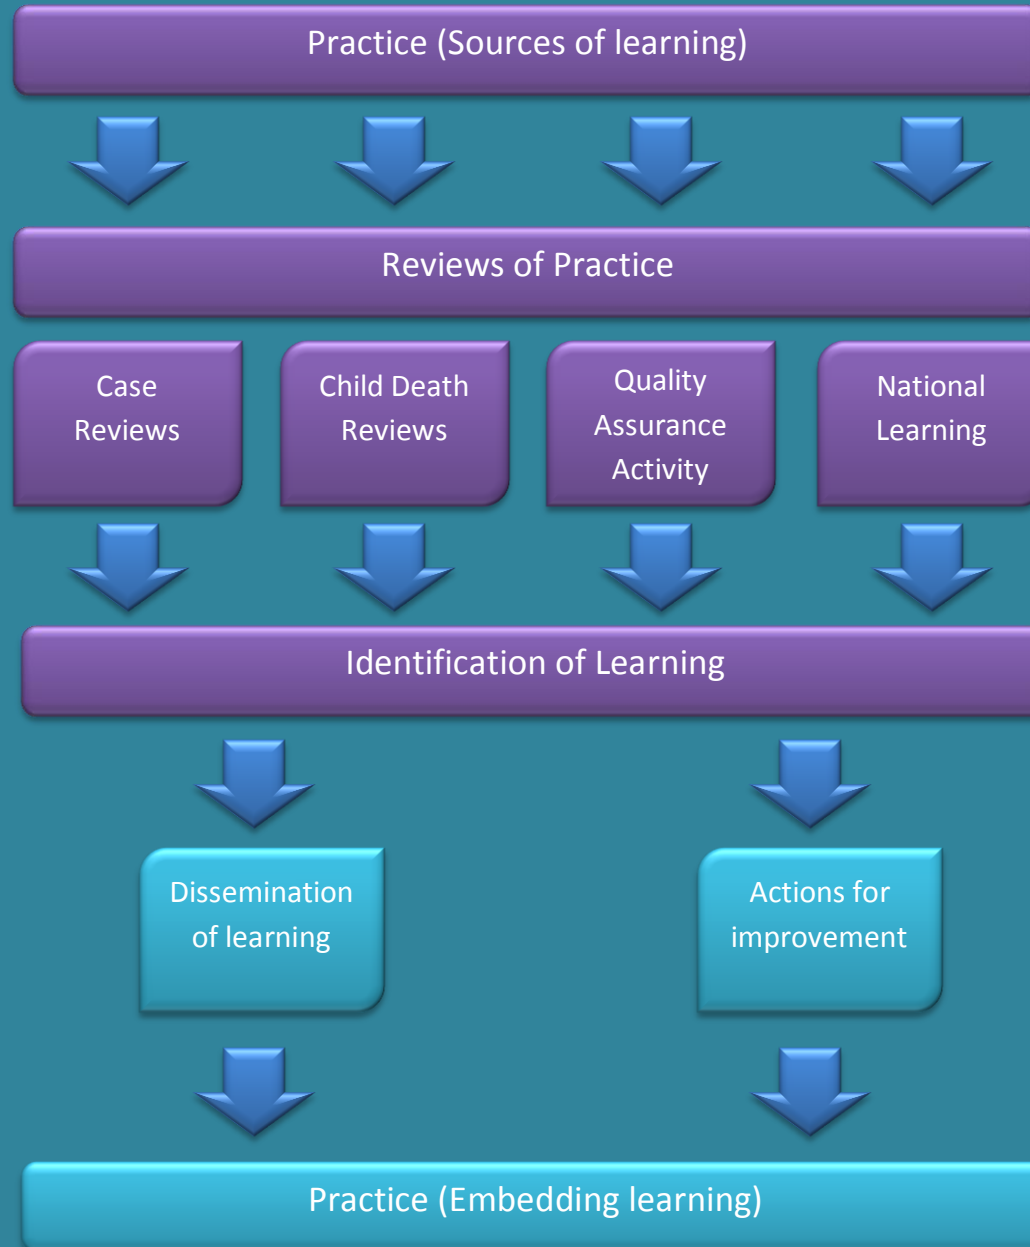 Practice (Sources of learning)
Reviews of Practice
Case
Reviews
Child Death
Reviews
Quality
Assurance
Activity
National
Learning
Identification of Learning
Dissemination
of learning
Actions for
improvement
Practice (Embedding learning)